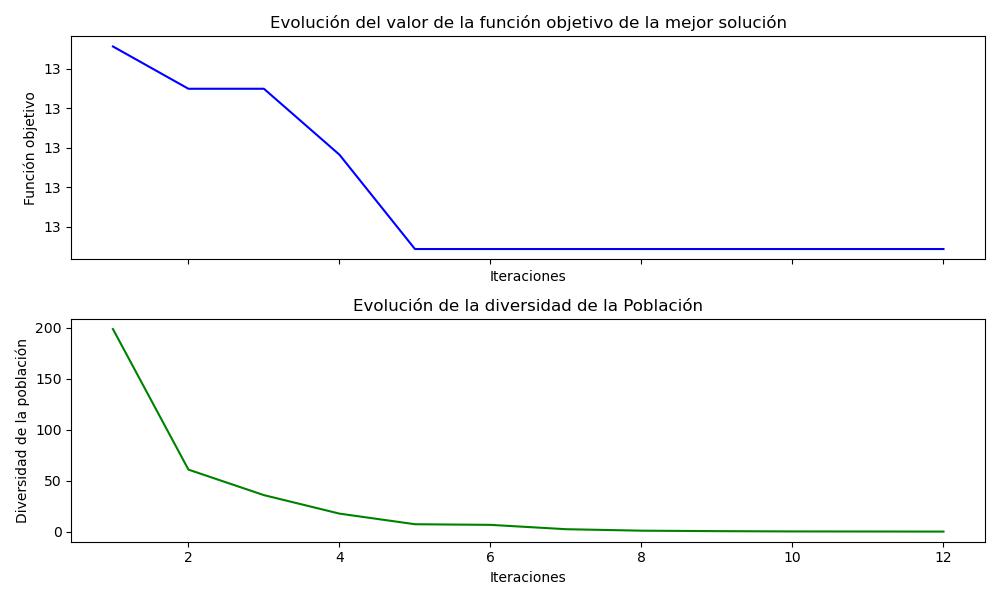 Evolución del valor de la función objetivo de la mejor solución
Función objetivo
13
13
13
13
13
Iteraciones
Evolución de la diversidad de la Población
Diversidad de la población
200
150
100
50
0
2 4 6 8 10 12
Iteraciones